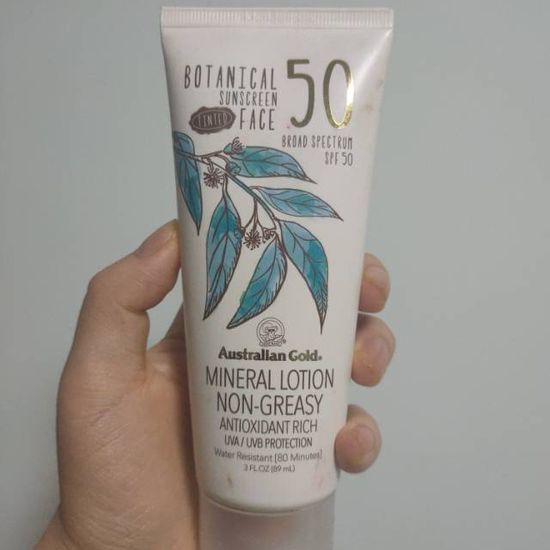 BOTANICAL
SUNSCREEN
TINTED FACE
50
BROAD SPECTRUM
SPF 50
Australian Gold®
MINERAL LOTION
NON-GREASY
ANTIOXIDANT RICH
UVA / UVB PROTECTION
Water Resistant [80 Minutes]
3 FL OZ (89 mL)